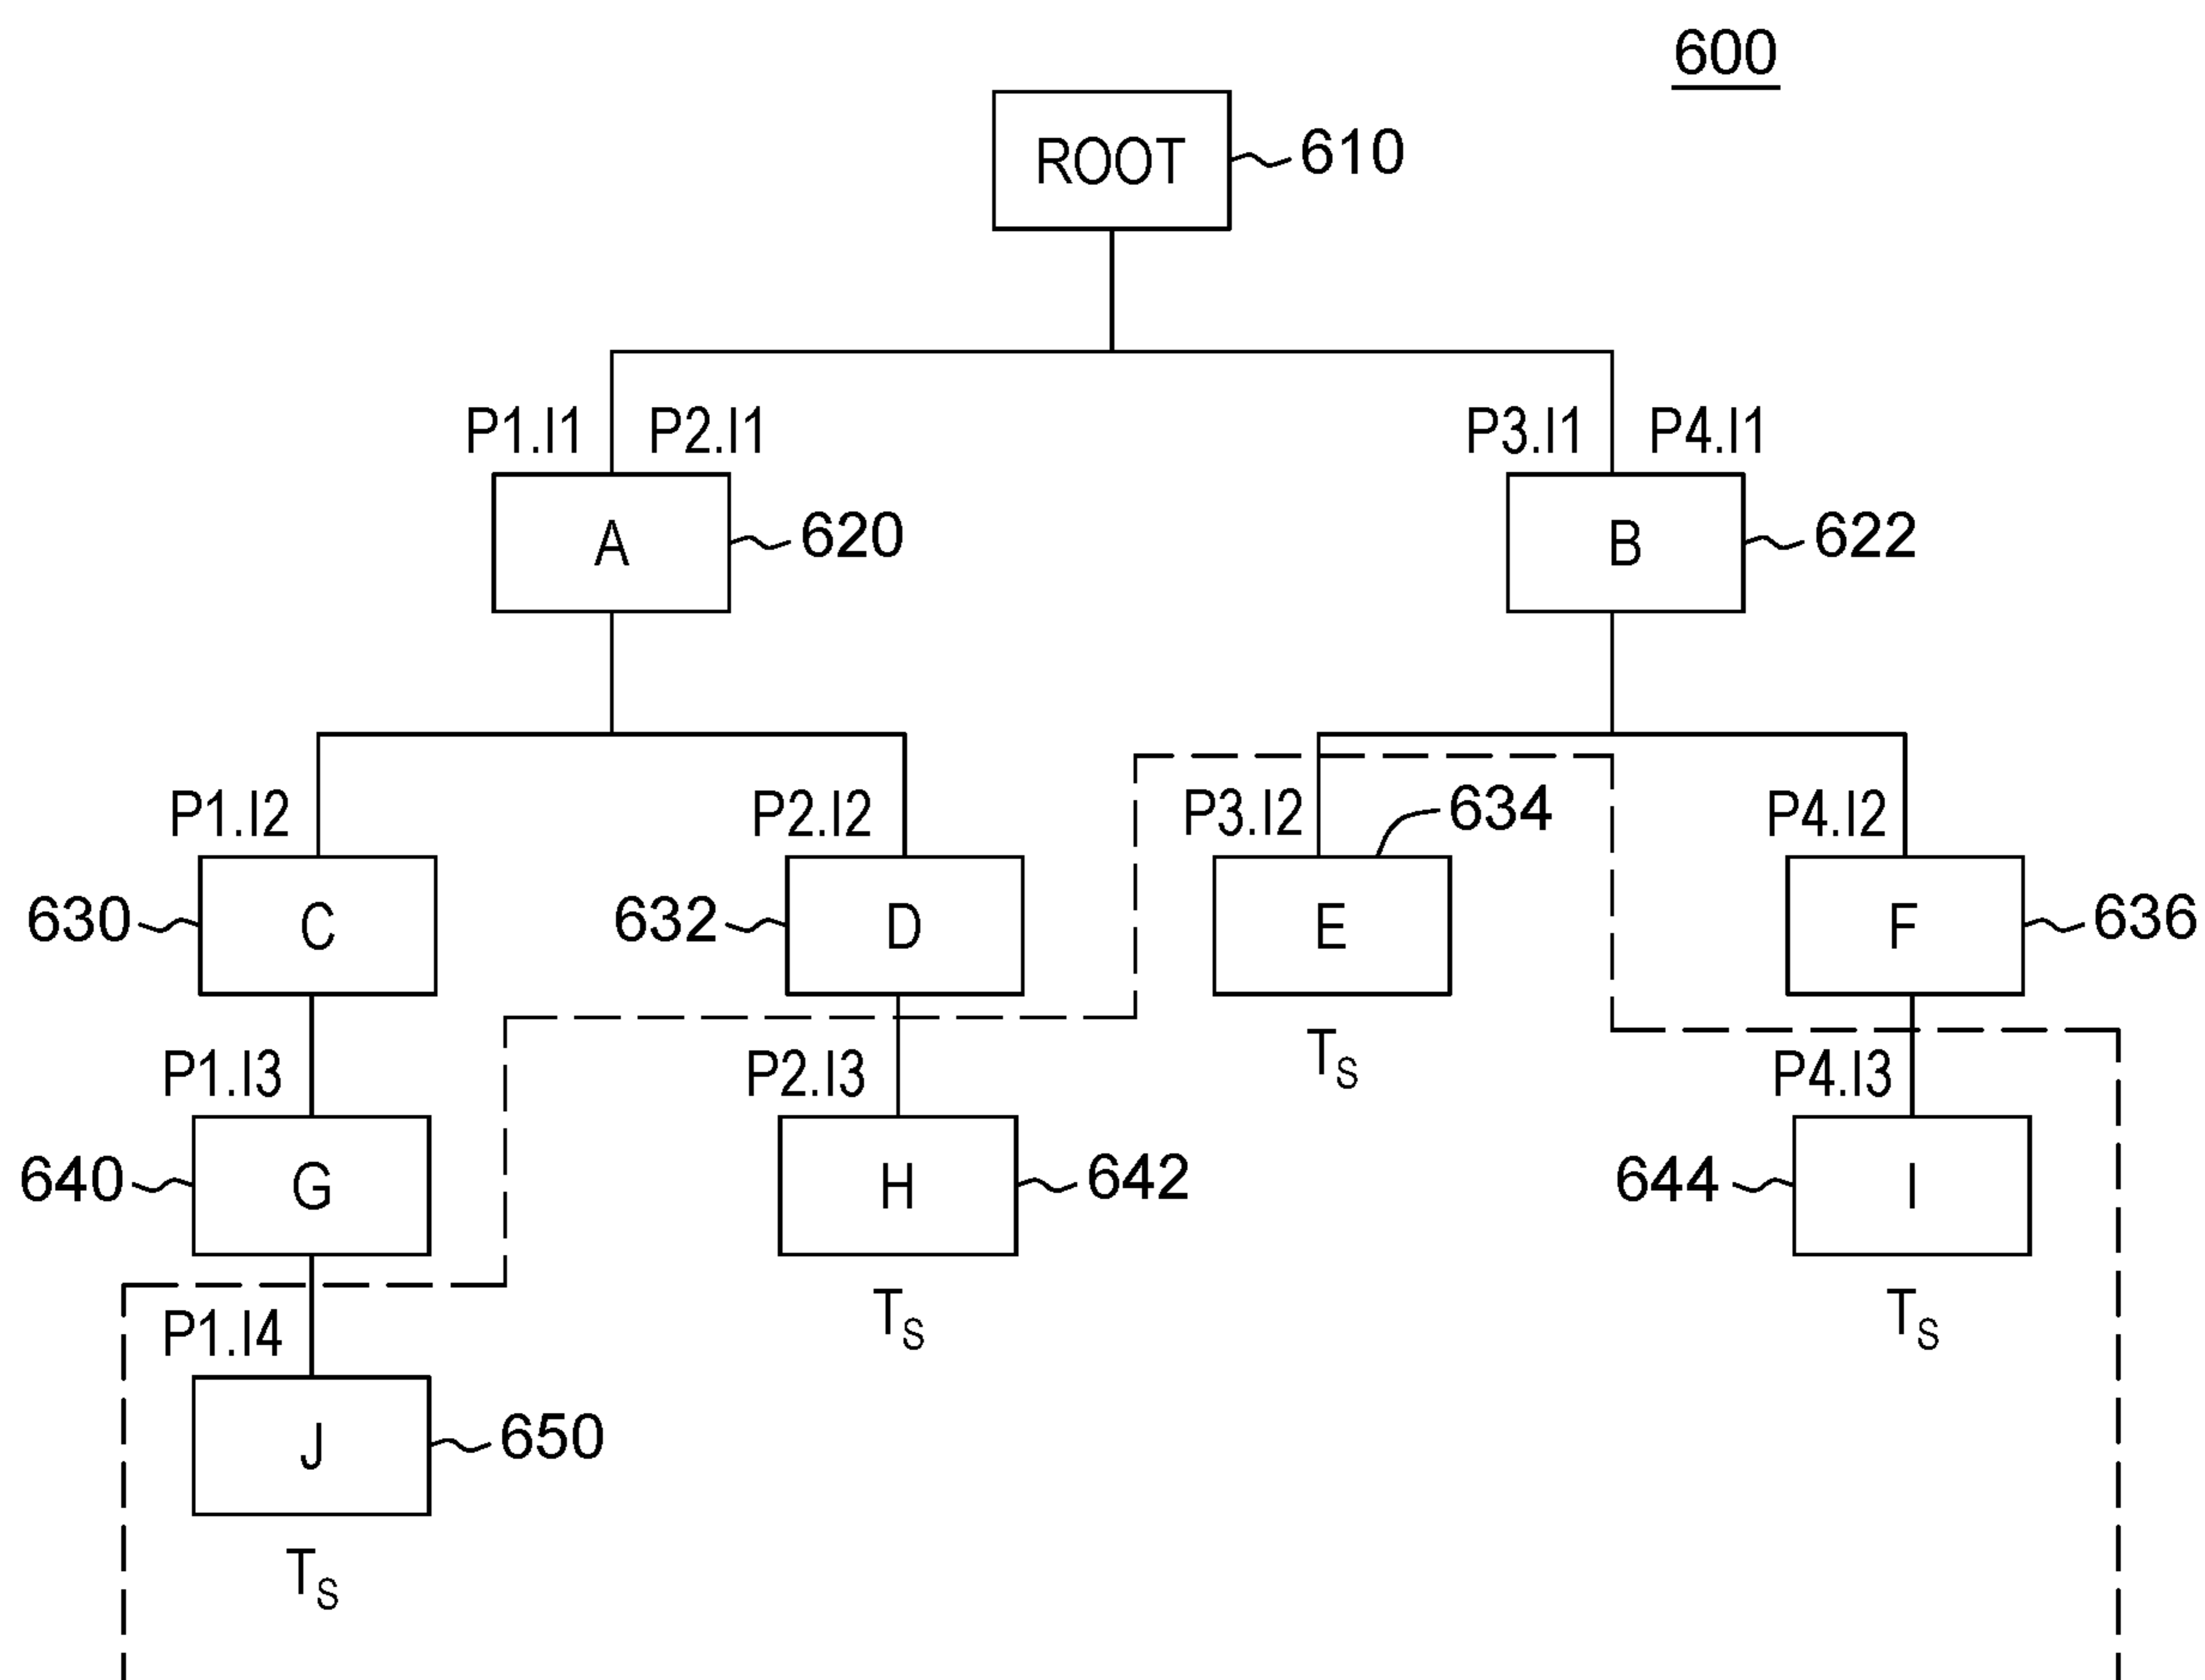 600
ROOT 610
P1.I1 P2.I1 P3.I1 P4.I1
A 620 B 622
P1.I2 P2.I2 P3.I2 634 P4.I2
630 C 632 D E F 636
P1.I3 P2.I3 TS P4.I3
640 G H 642 644 I
P1.I4 TS TS
J 650
TS